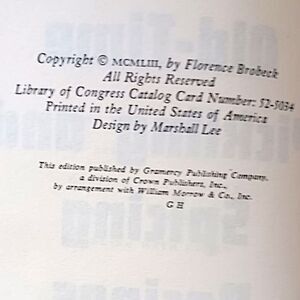 Copyright © MCMLIII, by Florence Brobeck
All Rights Reserved
Library of Congress Catalog Card Number: 52-5034
Printed in the United States of America
Design by Marshall Lee
This edition published by Gramercy Publishing Company,
a division of Crown Publishers, Inc.,
by arrangement with William Morrow & Co., Inc.
G H